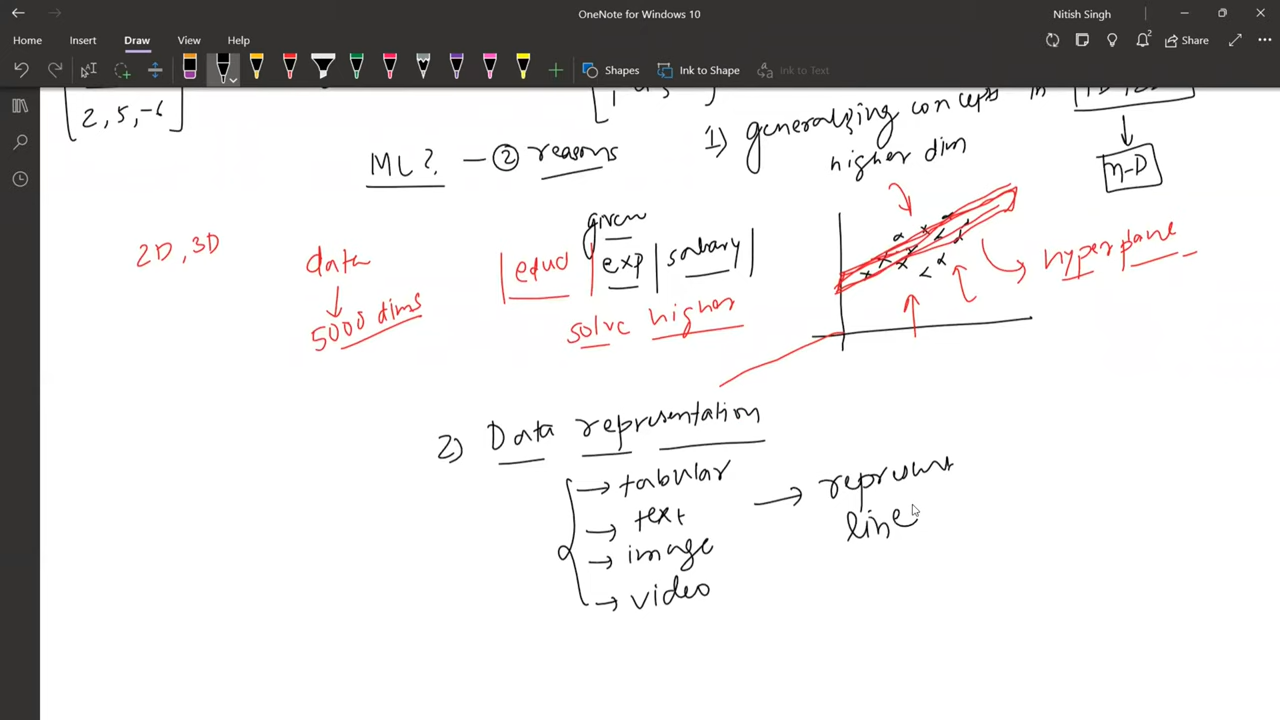 OneNote for Windows 10
Nitish Singh
Home Insert Draw View Help
Share
Shapes
Ink to Shape
Ink to Text
2, 5, -6
ML? - ② reasons
1) generalizing concepts in
higher dim
n-D
2D, 3D
data
5000 dims
given
| educ | exp | salary |
solve higher
hyperplane
2) Data representation
→ tabular
→ text
→ image
→ video
→ represent
line